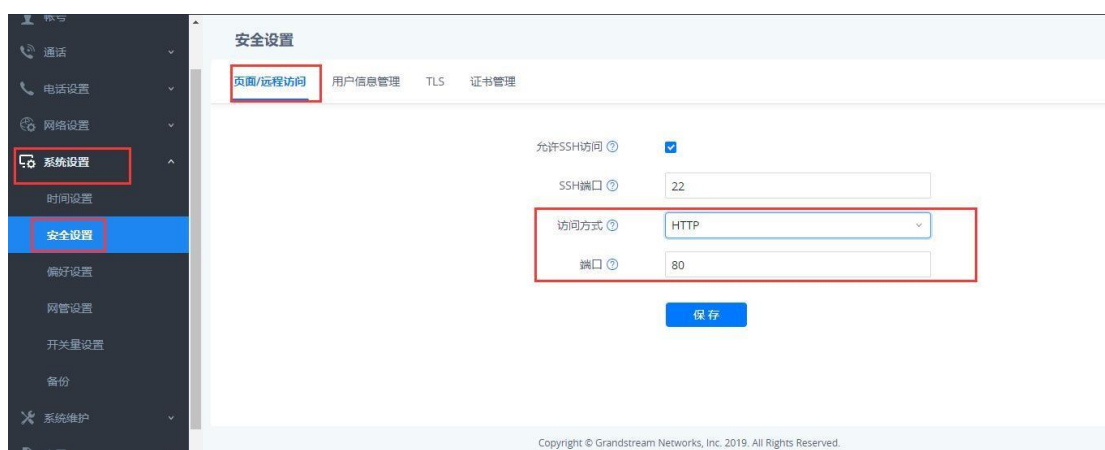 帐号
通话
电话设置
网络设置
系统设置
时间设置
安全设置
偏好设置
网管设置
开关量设置
备份
系统维护
安全设置
页面/远程访问 用户信息管理 TLS 证书管理
允许SSH访问
SSH端口 22
访问方式 HTTP
端口 80
保存
Copyright © Grandstream Networks, Inc. 2019. All Rights Reserved.